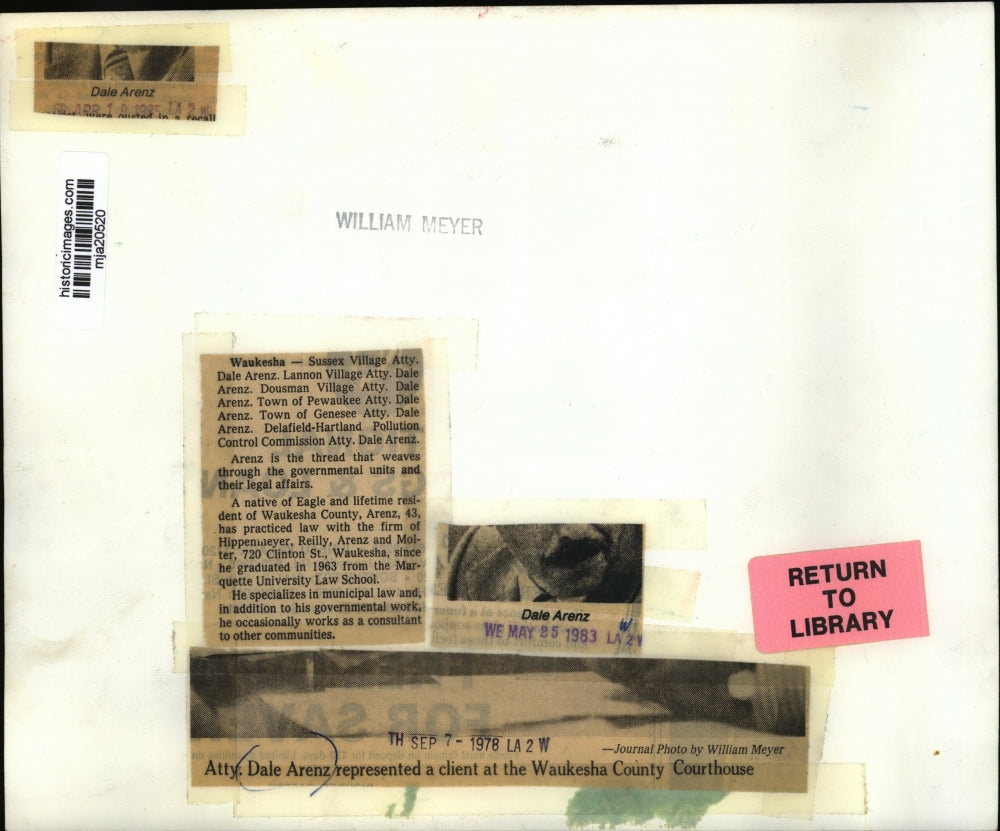 Dale Arenz
APR 18 1985 LA 2 W
were ousted in a recall
historicimages.com
mja20520
WILLIAM MEYER
Waukesha — Sussex Village Atty.
Dale Arenz. Lannon Village Atty. Dale
Arenz. Dousman Village Atty. Dale
Arenz. Town of Pewaukee Atty. Dale
Arenz. Town of Genesee Atty. Dale
Arenz. Delafield-Hartland Pollution
Control Commission Atty. Dale Arenz.
Arenz is the thread that weaves
through the governmental units and
their legal affairs.
A native of Eagle and lifetime resi-
dent of Waukesha County, Arenz, 43,
has practiced law with the firm of
Hippenmeyer, Reilly, Arenz and Mol-
ter, 720 Clinton St., Waukesha, since
he graduated in 1963 from the Mar-
quette University Law School.
He specializes in municipal law and,
in addition to his governmental work,
he occasionally works as a consultant
to other communities.
Dale Arenz
WE MAY 25 1983 LA 2 W
RETURN
TO
LIBRARY
TH SEP 7 - 1978 LA 2 W
—Journal Photo by William Meyer
Atty. Dale Arenz represented a client at the Waukesha County Courthouse